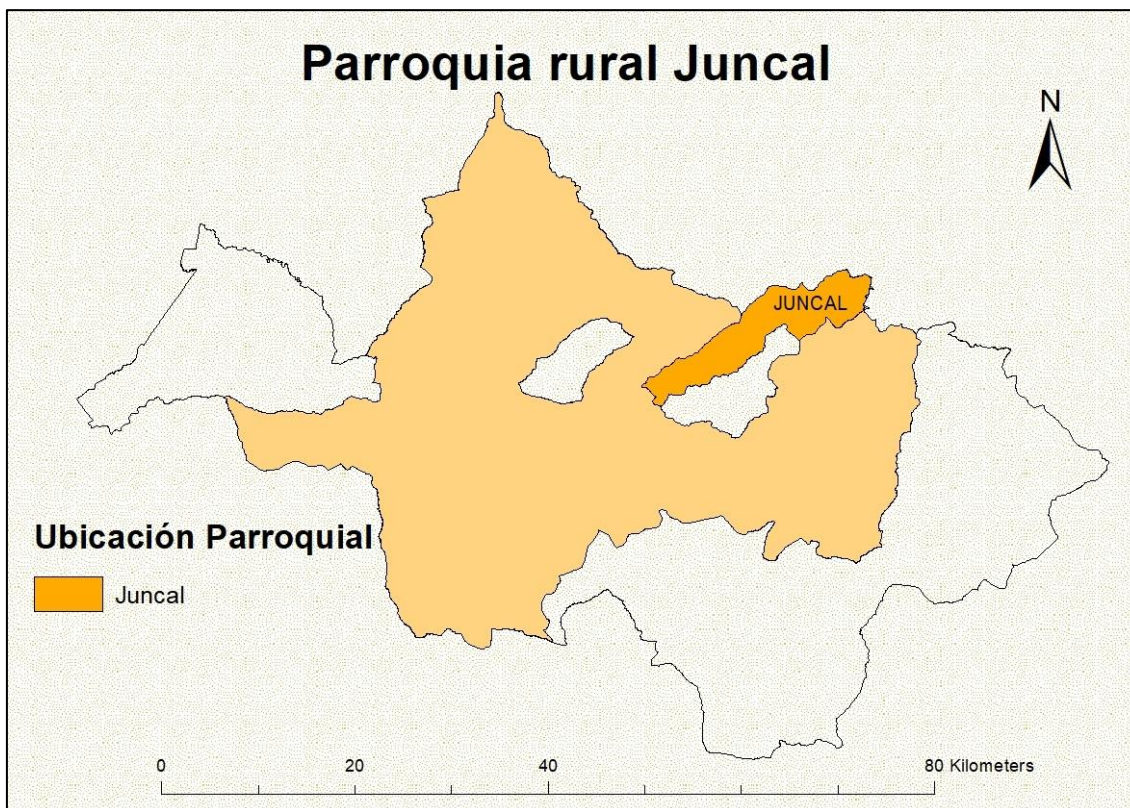 Parroquia rural Juncal
N
JUNCAL
Ubicación Parroquial
Juncal
0 20 40 80 Kilometers